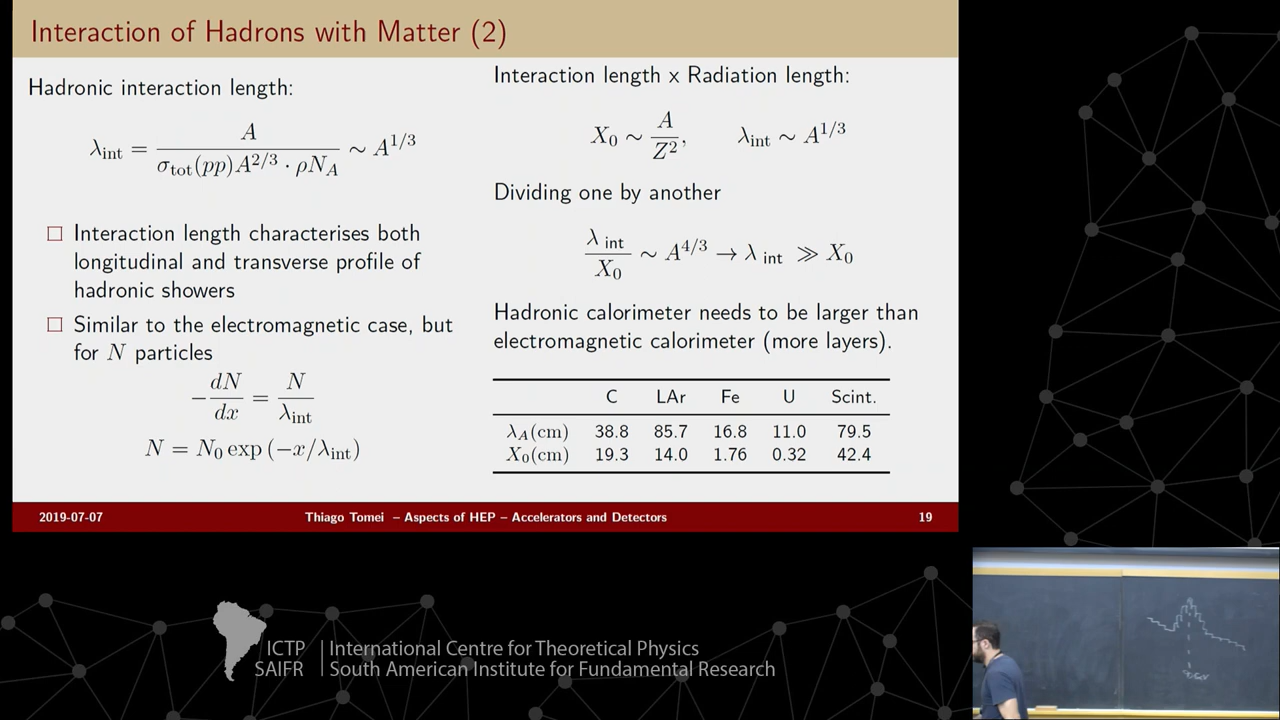 Interaction of Hadrons with Matter (2)
Hadronic interaction length:
λ_int = A / (σ_tot(pp)A^{2/3} · ρN_A) ∼ A^{1/3}
□ Interaction length characterises both
longitudinal and transverse profile of
hadronic showers
□ Similar to the electromagnetic case, but
for N particles
−dN/dx = N/λ_int
N = N_0 exp (−x/λ_int)
Interaction length x Radiation length:
X_0 ∼ A/Z^2, λ_int ∼ A^{1/3}
Dividing one by another
λ_int/X_0 ∼ A^{4/3} → λ_int ≫ X_0
Hadronic calorimeter needs to be larger than
electromagnetic calorimeter (more layers).
C LAr Fe U Scint.
λ_A(cm) 38.8 85.7 16.8 11.0 79.5
X_0(cm) 19.3 14.0 1.76 0.32 42.4
2019-07-07 Thiago Tomei – Aspects of HEP – Accelerators and Detectors 19
ICTP International Centre for Theoretical Physics
SAIFR South American Institute for Fundamental Research